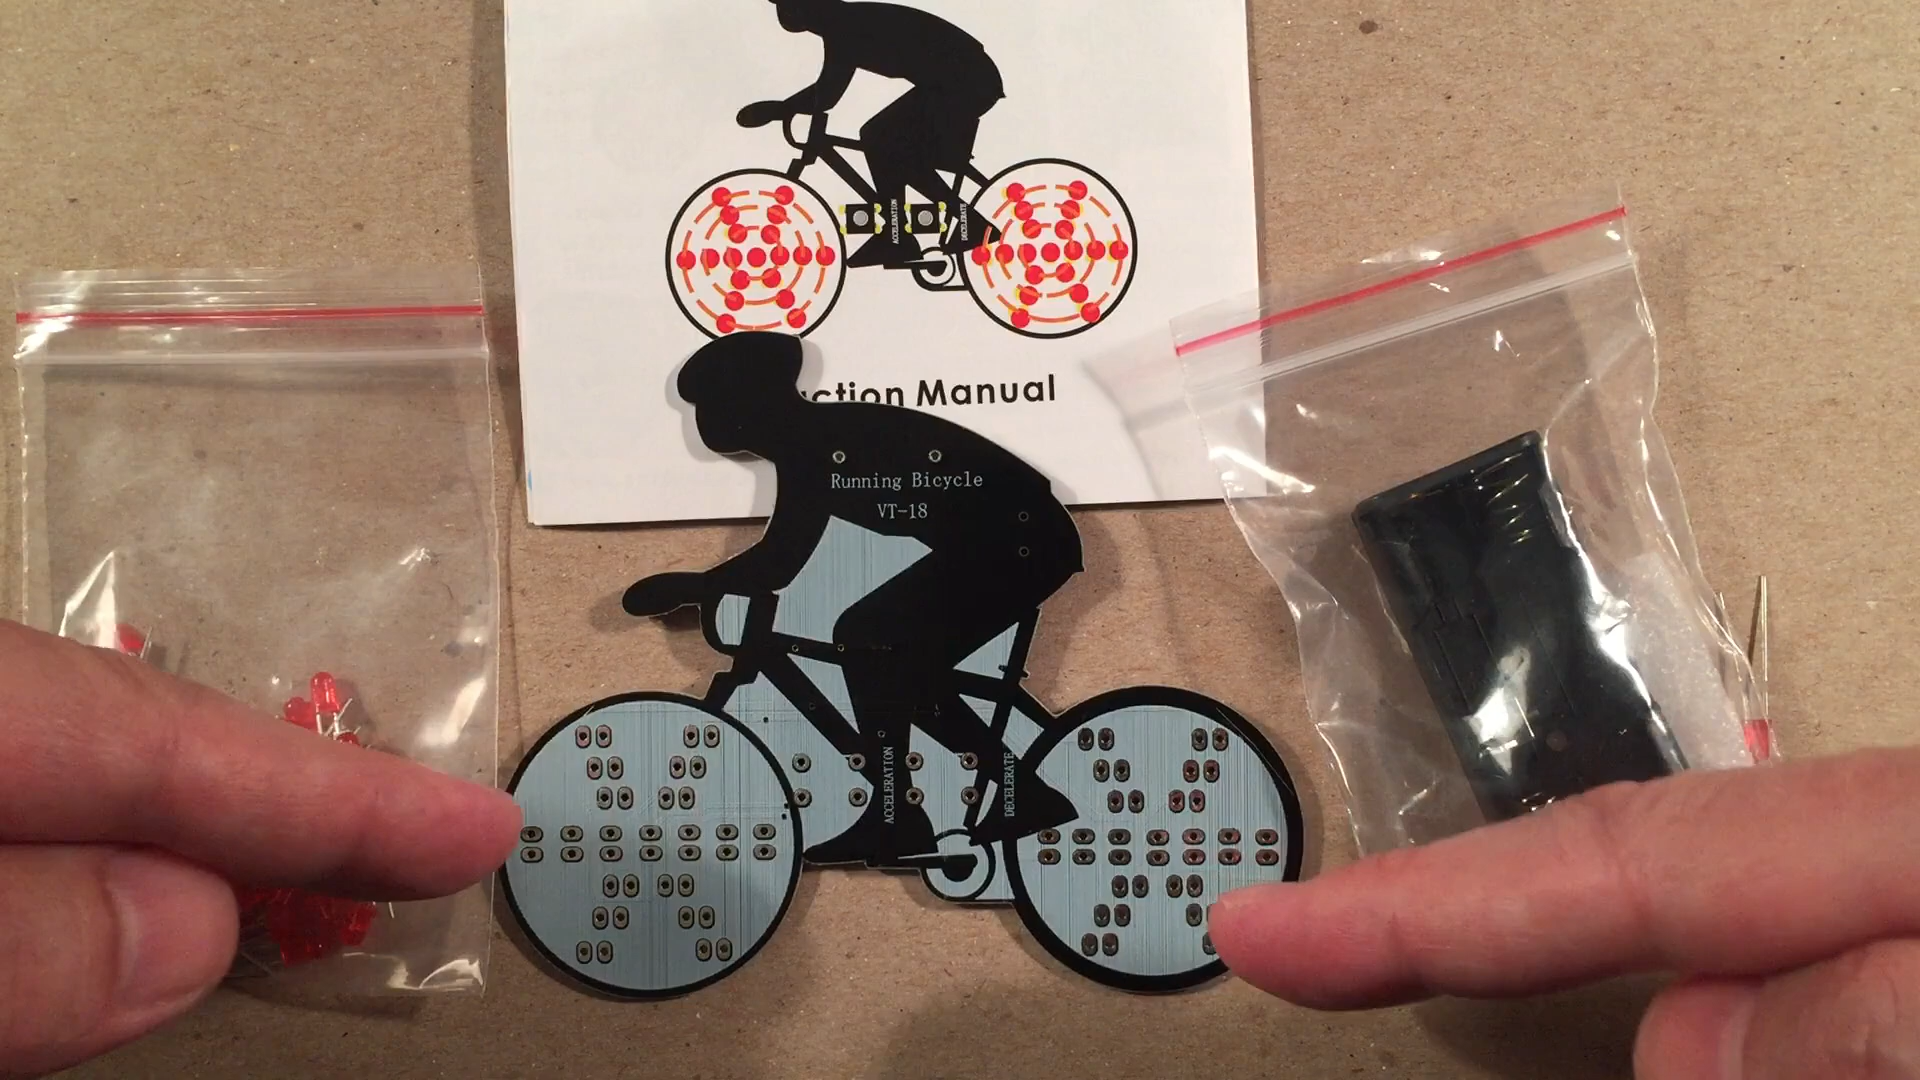 ACCELERATION
DECELERATE
ction Manual
Running Bicycle
VT-18
ACCELERATION
DECELERATE